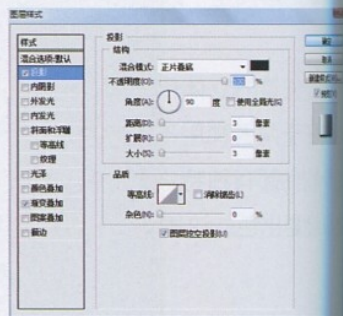 图层样式
样式
混合选项:默认
投影
内阴影
外发光
内发光
斜面和浮雕
等高线
纹理
光泽
颜色叠加
渐变叠加
图案叠加
描边
投影
结构
混合模式: 正片叠底
不透明度(O): 100 %
角度(A): 90 度 使用全局光(G)
距离(D): 3 像素
扩展(R): 0 %
大小(S): 3 像素
品质
等高线: 消除锯齿(L)
杂色(N): 0 %
图层挖空投影(U)
确定
取消